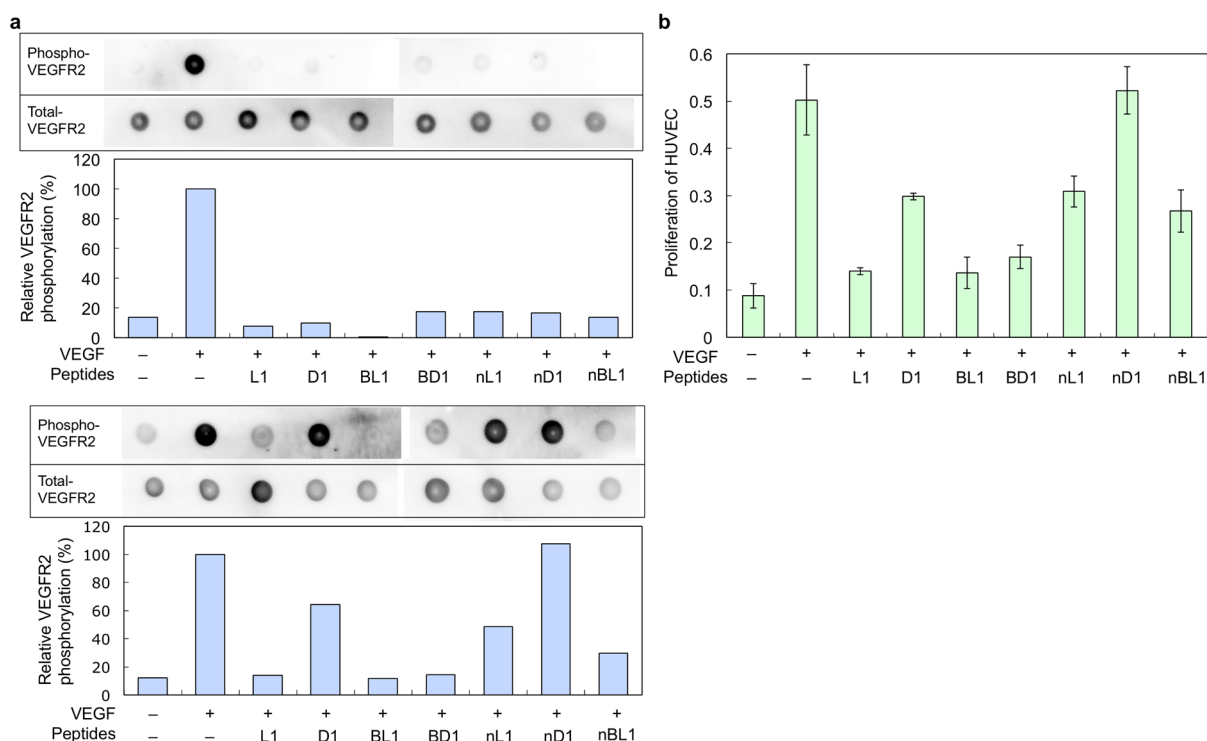 a
Phospho-
VEGFR2
Total-
VEGFR2
Relative VEGFR2
phosphorylation (%)
120
100
80
60
40
20
0
VEGF – + + + + + + + +
Peptides – – L1 D1 BL1 BD1 nL1 nD1 nBL1
Phospho-
VEGFR2
Total-
VEGFR2
Relative VEGFR2
phosphorylation (%)
120
100
80
60
40
20
0
VEGF – + + + + + + + +
Peptides – – L1 D1 BL1 BD1 nL1 nD1 nBL1
b
Proliferation of HUVEC
0.6
0.5
0.4
0.3
0.2
0.1
0
VEGF – + + + + + + + +
Peptides – – L1 D1 BL1 BD1 nL1 nD1 nBL1